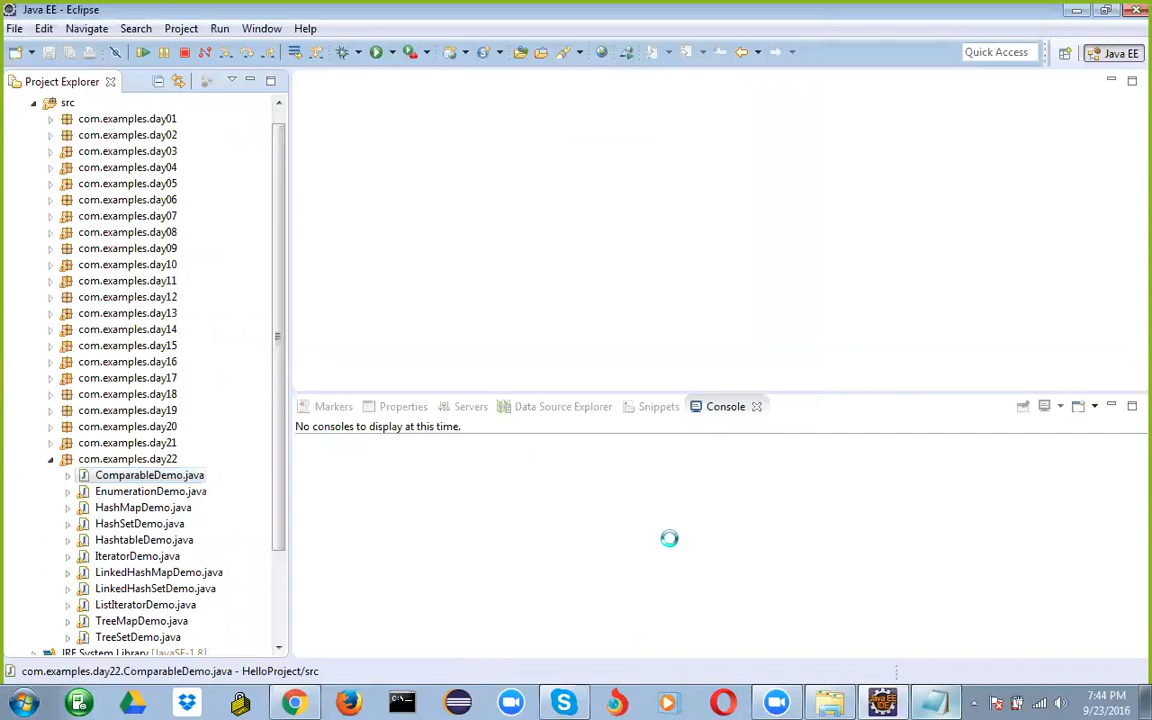 Java EE - Eclipse
File Edit Navigate Search Project Run Window Help
Quick Access
Java EE
Project Explorer
src
com.examples.day01
com.examples.day02
com.examples.day03
com.examples.day04
com.examples.day05
com.examples.day06
com.examples.day07
com.examples.day08
com.examples.day09
com.examples.day10
com.examples.day11
com.examples.day12
com.examples.day13
com.examples.day14
com.examples.day15
com.examples.day16
com.examples.day17
com.examples.day18
com.examples.day19
com.examples.day20
com.examples.day21
com.examples.day22
ComparableDemo.java
EnumerationDemo.java
HashMapDemo.java
HashSetDemo.java
HashtableDemo.java
IteratorDemo.java
LinkedHashMapDemo.java
LinkedHashSetDemo.java
ListIteratorDemo.java
TreeMapDemo.java
TreeSetDemo.java
JRE System Library [JavaSE-1.8]
Markers Properties Servers Data Source Explorer Snippets Console
No consoles to display at this time.
com.examples.day22.ComparableDemo.java - HelloProject/src
7:44 PM
9/23/2016